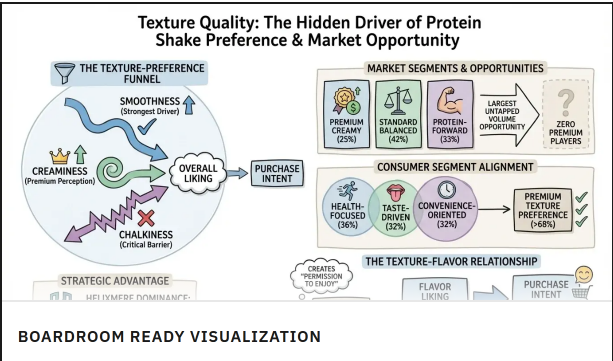 Texture Quality: The Hidden Driver of Protein
Shake Preference & Market Opportunity
THE TEXTURE-PREFERENCE
FUNNEL
SMOOTHNESS
(Strongest Driver)
CREAMINESS
(Premium Perception)
CHALKINESS
(Critical Barrier)
OVERALL
LIKING
PURCHASE
INTENT
MARKET SEGMENTS & OPPORTUNITIES
PREMIUM
CREAMY
(25%)
STANDARD
BALANCED
(42%)
PROTEIN-
FORWARD
(33%)
LARGEST
UNTAPPED
VOLUME
OPPORTUNITY
?
ZERO
PREMIUM
PLAYERS
CONSUMER SEGMENT ALIGNMENT
HEALTH-
FOCUSED
(36%)
TASTE-
DRIVEN
(32%)
CONVENIENCE-
ORIENTED
(32%)
PREMIUM
TEXTURE
PREFERENCE
(>68%)
STRATEGIC ADVANTAGE
HELIXMERE DOMINANCE:
THE TEXTURE-FLAVOR RELATIONSHIP
CREATES
"PERMISSION
TO ENJOY"
FLAVOR
LIKING
PURCHASE
INTENT
BOARDROOM READY VISUALIZATION